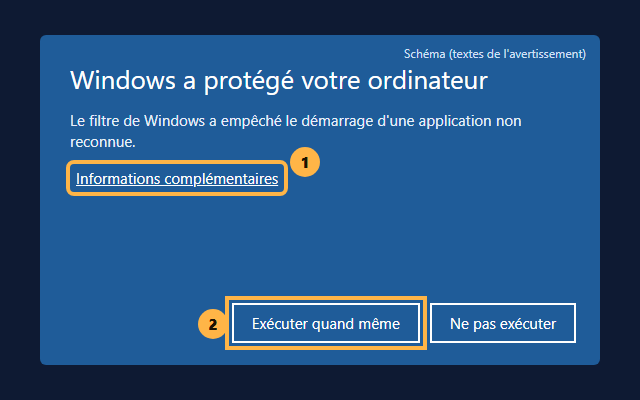 Schéma (textes de l'avertissement)
Windows a protégé votre ordinateur
Le filtre de Windows a empêché le démarrage d'une application non
reconnue.
1
Informations complémentaires
2
Exécuter quand même
Ne pas exécuter